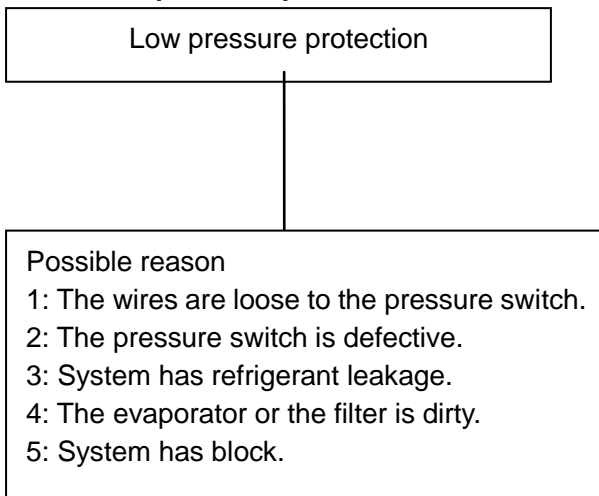 Low pressure protection
Possible reason
1: The wires are loose to the pressure switch.
2: The pressure switch is defective.
3: System has refrigerant leakage.
4: The evaporator or the filter is dirty.
5: System has block.